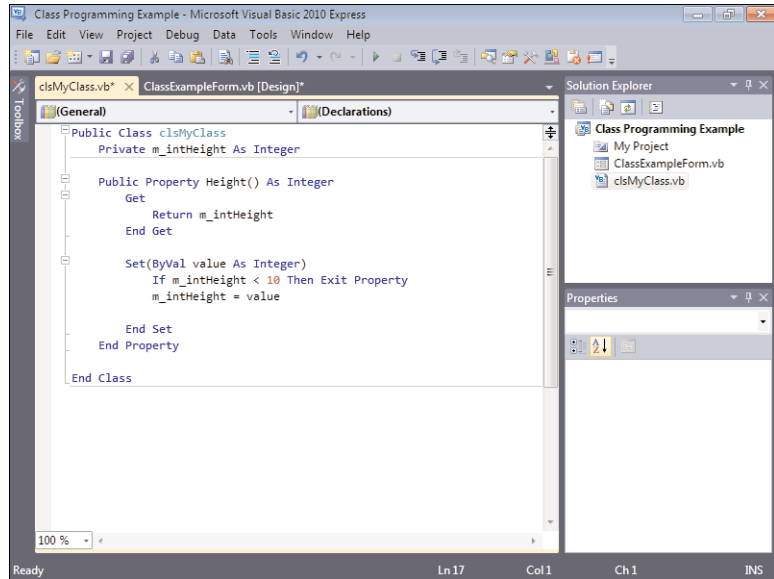 Class Programming Example - Microsoft Visual Basic 2010 Express
File Edit View Project Debug Data Tools Window Help
Toolbox
clsMyClass.vb* ClassExampleForm.vb [Design]*
(General) (Declarations)
Public Class clsMyClass
Private m_intHeight As Integer
Public Property Height() As Integer
Get
Return m_intHeight
End Get
Set(ByVal value As Integer)
If m_intHeight < 10 Then Exit Property
m_intHeight = value
End Set
End Property
End Class
100 %
Solution Explorer
Class Programming Example
My Project
ClassExampleForm.vb
clsMyClass.vb
Properties
Ready Ln 17 Col 1 Ch 1 INS